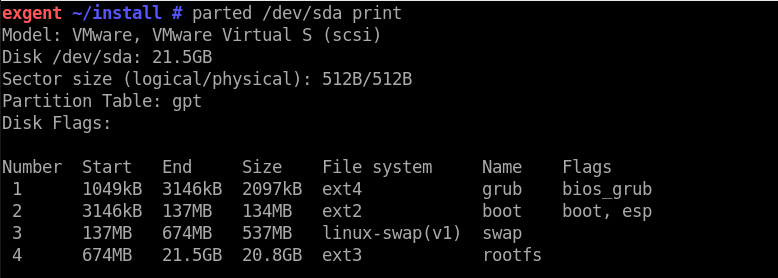 exgent ~/install # parted /dev/sda print
Model: VMware, VMware Virtual S (scsi)
Disk /dev/sda: 21.5GB
Sector size (logical/physical): 512B/512B
Partition Table: gpt
Disk Flags:
Number  Start   End     Size    File system     Name    Flags
 1      1049kB  3146kB  2097kB  ext4            grub    bios_grub
 2      3146kB  137MB   134MB   ext2            boot    boot, esp
 3      137MB   674MB   537MB   linux-swap(v1)  swap
 4      674MB   21.5GB  20.8GB  ext3            rootfs